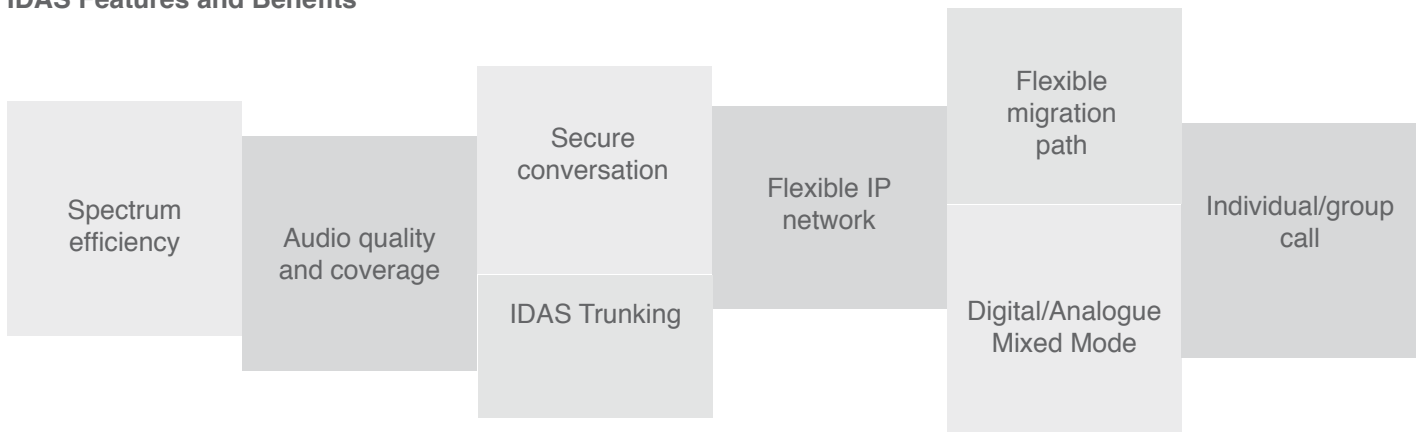 IDAS Features and Benefits
Spectrum
efficiency
Audio quality
and coverage
Secure
conversation
IDAS Trunking
Flexible IP
network
Flexible
migration
path
Digital/Analogue
Mixed Mode
Individual/group
call